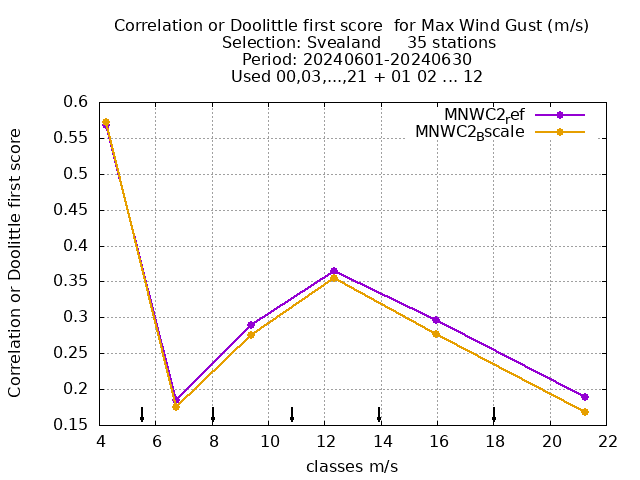 Correlation or Doolittle first score  for Max Wind Gust (m/s)
Selection: Svealand     35 stations
Period: 20240601-20240630
Used 00,03,...,21 + 01 02 ... 12
MNWC2ref
MNWC2Bscale
Correlation or Doolittle first score
0.6
0.55
0.5
0.45
0.4
0.35
0.3
0.25
0.2
0.15
4 6 8 10 12 14 16 18 20 22
classes m/s